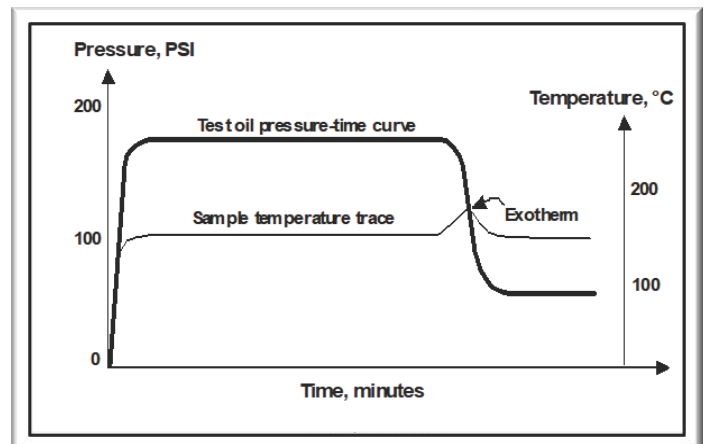 Pressure, PSI
200
Temperature, °C
Test oil pressure-time curve
200
Sample temperature trace
Exotherm
100
100
0
Time, minutes